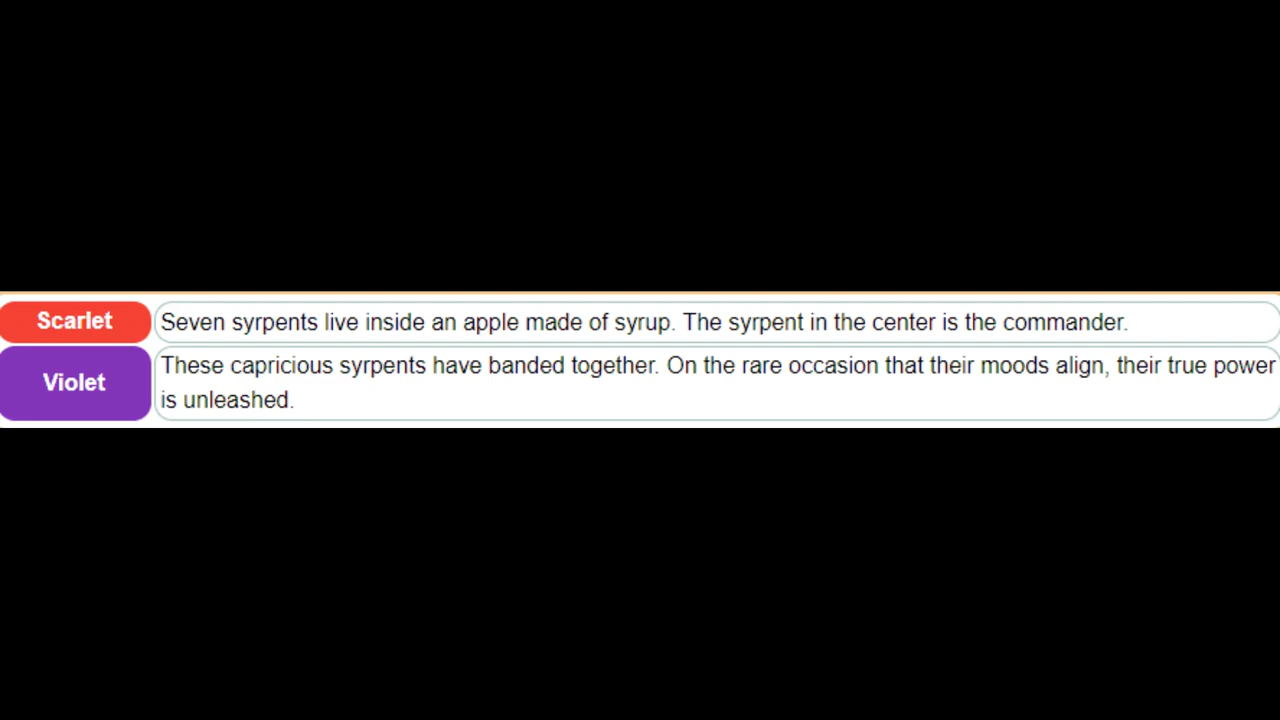 Scarlet
Seven syrpents live inside an apple made of syrup. The syrpent in the center is the commander.
Violet
These capricious syrpents have banded together. On the rare occasion that their moods align, their true power
is unleashed.